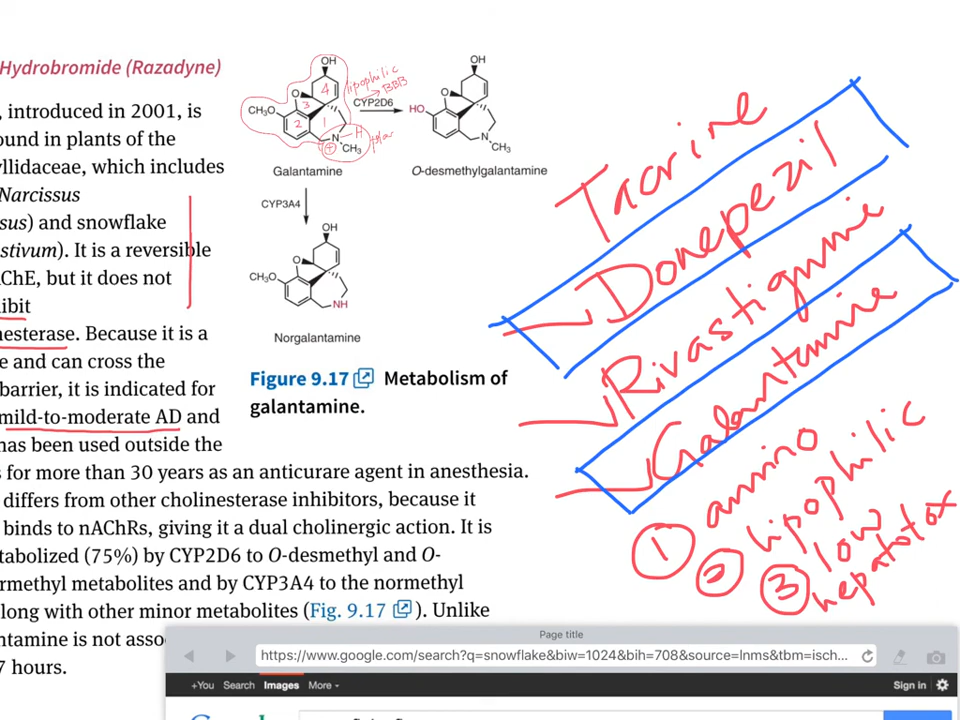 Hydrobromide (Razadyne)
, introduced in 2001, is
ound in plants of the
yllidaceae, which includes
Narcissus
sus) and snowflake
stivum). It is a reversible
ChE, but it does not
ibit
nesterase. Because it is a
e and can cross the
barrier, it is indicated for
mild-to-moderate AD and
has been used outside the
s for more than 30 years as an anticurare agent in anesthesia.
differs from other cholinesterase inhibitors, because it
binds to nAChRs, giving it a dual cholinergic action. It is
tabolized (75%) by CYP2D6 to O-desmethyl and O-
rmethyl metabolites and by CYP3A4 to the normethyl
long with other minor metabolites (Fig. 9.17). Unlike
ntamine is not asso
7 hours.
OH
4
lipophilic
→ BBB
O
3
CH₃O
CYP2D6
2
1
N
H
polar
+
CH₃
Galantamine
OH
O
HO
N
CH₃
O-desmethylgalantamine
CYP3A4
OH
O
CH₃O
NH
Norgalantamine
Figure 9.17 Metabolism of
galantamine.
Tacrine
Donepezil
Rivastigmine
Galantamine
1 amino
2 lipophilic
3 low
hepatotox
Page title
https://www.google.com/search?q=snowflake&biw=1024&bih=708&source=lnms&tbm=isch...
+You Search Images More
Sign in